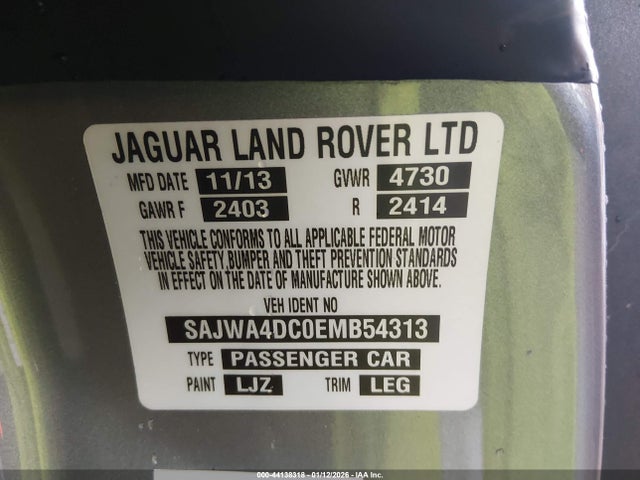 JAGUAR LAND ROVER LTD
MFD DATE 11/13 GVWR 4730
GAWR F 2403 R 2414
THIS VEHICLE CONFORMS TO ALL APPLICABLE FEDERAL MOTOR
VEHICLE SAFETY BUMPER AND THEFT PREVENTION STANDARDS
IN EFFECT ON THE DATE OF MANUFACTURE SHOWN ABOVE.
VEH IDENT NO
SAJWA4DC0EMB54313
TYPE PASSENGER CAR
PAINT LJZ TRIM LEG
000-44138318 - 01/12/2026 - IAA Inc.